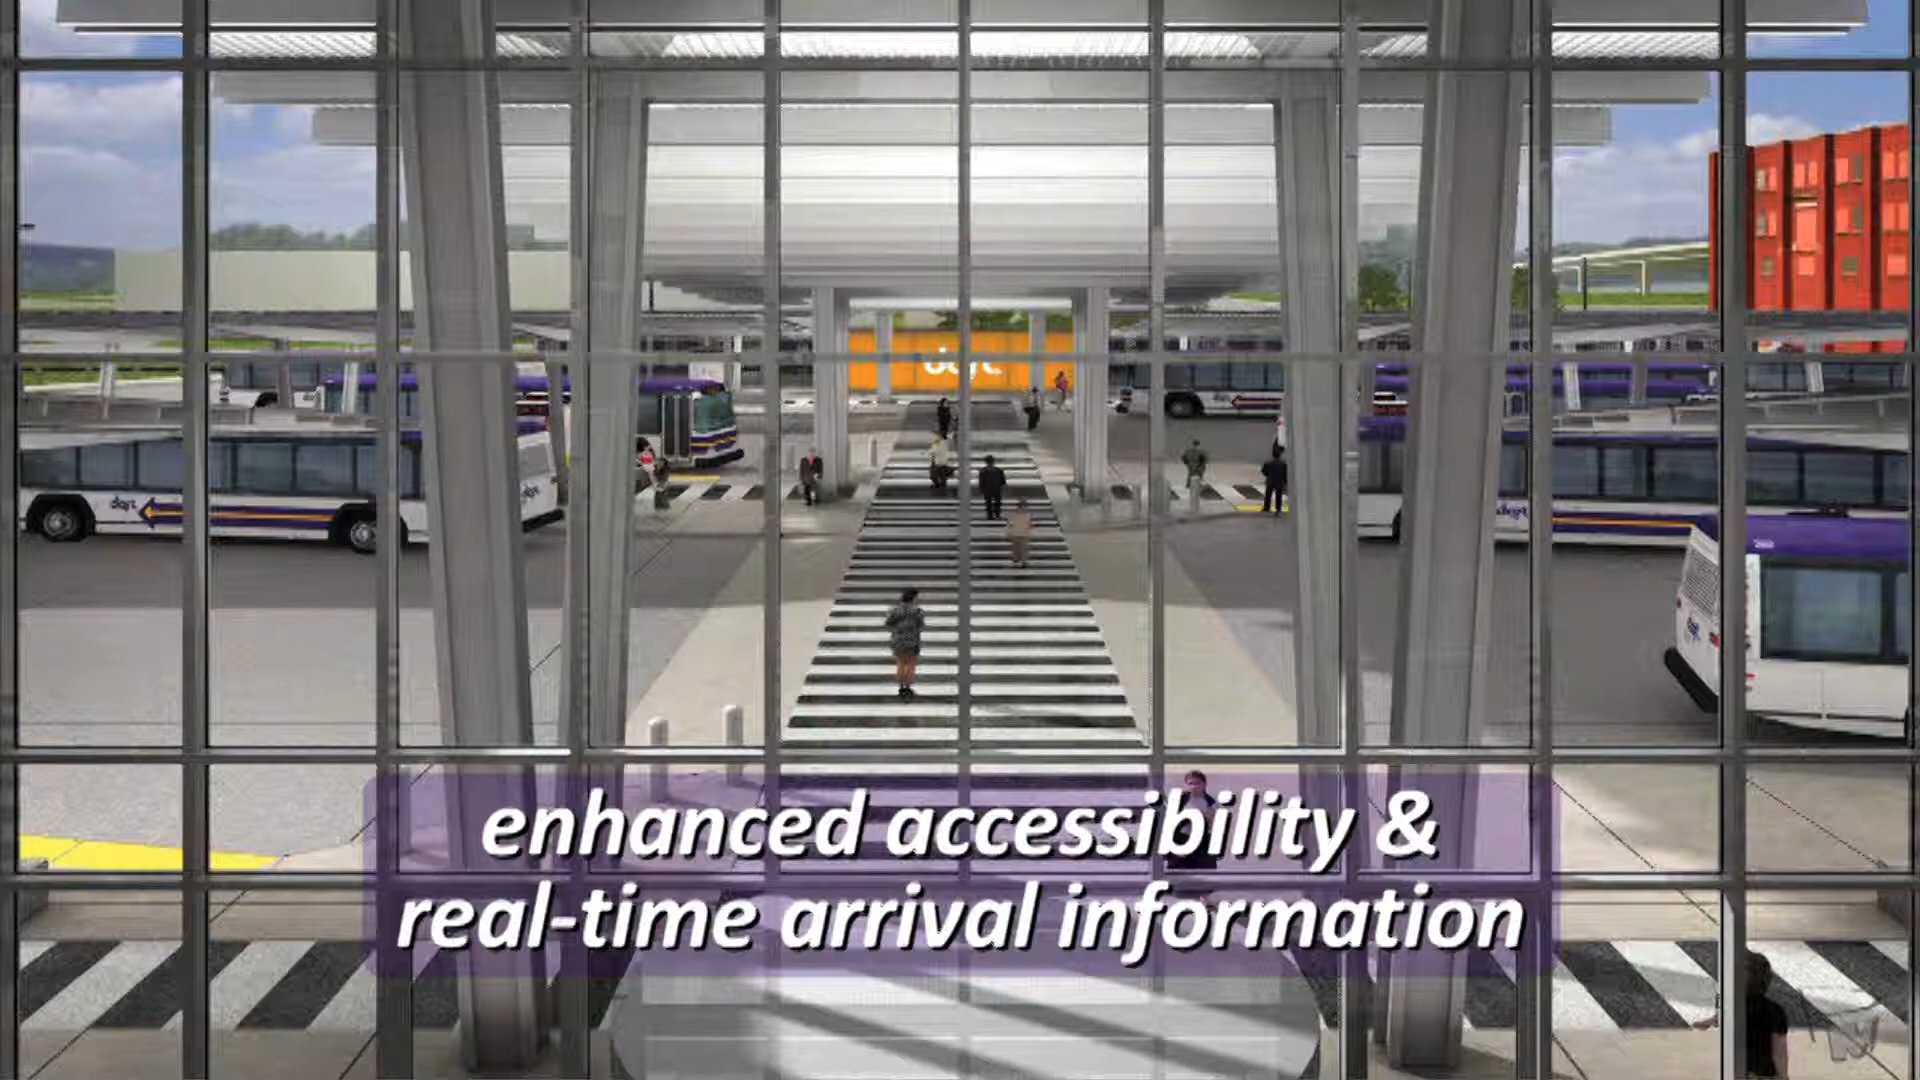 enhanced accessibility &
real-time arrival information